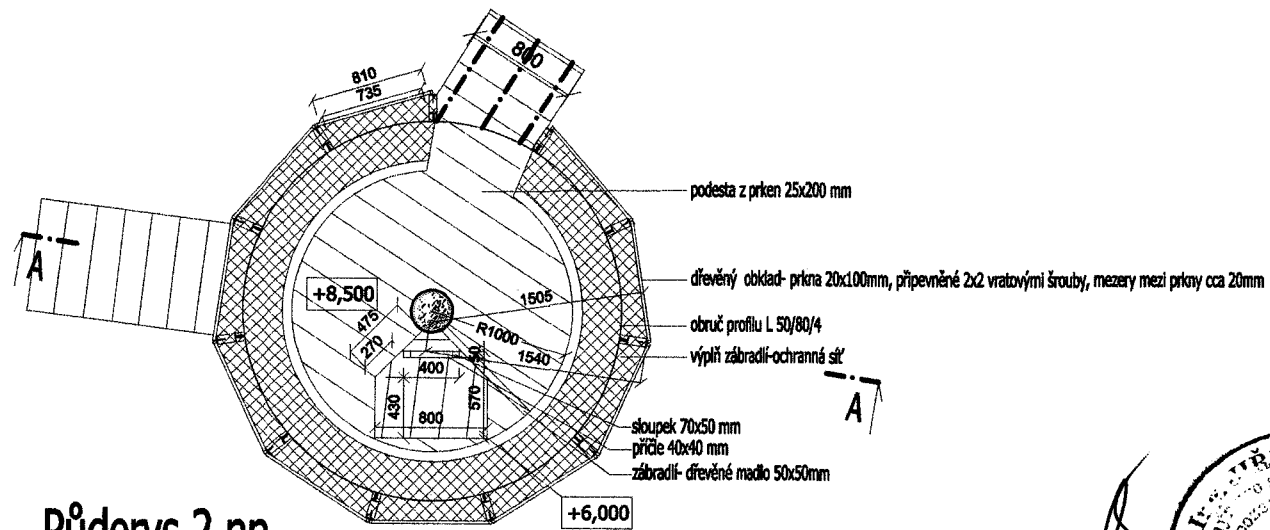 800
810
735
podesta z prken 25x200 mm
A
dřevěný obklad- prkna 20x100mm, připevněné 2x2 vratovými šrouby, mezery mezi prkny cca 20mm
+8,500
1505
obruč profilu L 50/80/4
475
R1000
výplň zábradlí-ochranná síť
270
1540
50
400
A
430
570
800
sloupek 70x50 mm
příčle 40x40 mm
zábradlí- dřevěné madlo 50x50mm
+6,000
Půdorys 2.np